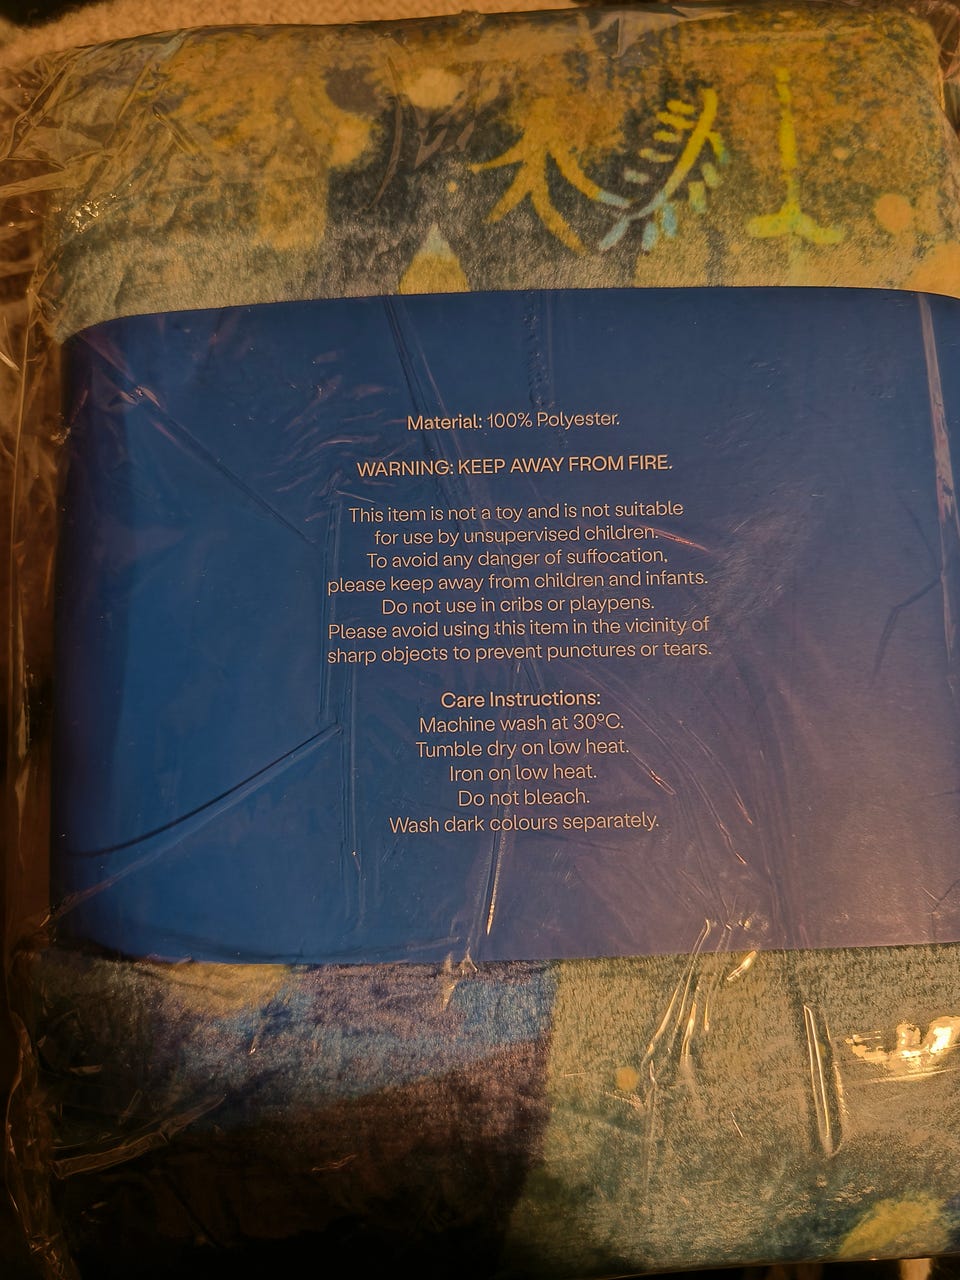 Material: 100% Polyester.
WARNING: KEEP AWAY FROM FIRE.
This item is not a toy and is not suitable
for use by unsupervised children.
To avoid any danger of suffocation,
please keep away from children and infants.
Do not use in cribs or playpens.
Please avoid using this item in the vicinity of
sharp objects to prevent punctures or tears.
Care Instructions:
Machine wash at 30°C.
Tumble dry on low heat.
Iron on low heat.
Do not bleach.
Wash dark colours separately.